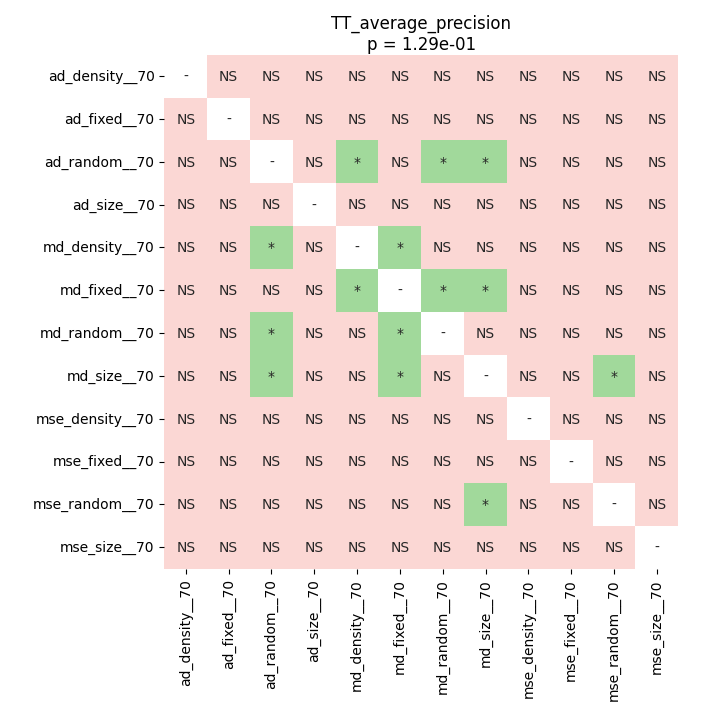 TT_average_precision
p = 1.29e-01
ad_density__70 - NS NS NS NS NS NS NS NS NS NS NS
ad_fixed__70 NS - NS NS NS NS NS NS NS NS NS NS
ad_random__70 NS NS - NS * NS * * NS NS NS NS
ad_size__70 NS NS NS - NS NS NS NS NS NS NS NS
md_density__70 NS NS * NS - * NS NS NS NS NS NS
md_fixed__70 NS NS NS NS * - * * NS NS NS NS
md_random__70 NS NS * NS NS * - NS NS NS NS NS
md_size__70 NS NS * NS NS * NS - NS NS * NS
mse_density__70 NS NS NS NS NS NS NS NS - NS NS NS
mse_fixed__70 NS NS NS NS NS NS NS NS NS - NS NS
mse_random__70 NS NS NS NS NS NS NS * NS NS - NS
mse_size__70 NS NS NS NS NS NS NS NS NS NS NS -
ad_density__70
ad_fixed__70
ad_random__70
ad_size__70
md_density__70
md_fixed__70
md_random__70
md_size__70
mse_density__70
mse_fixed__70
mse_random__70
mse_size__70